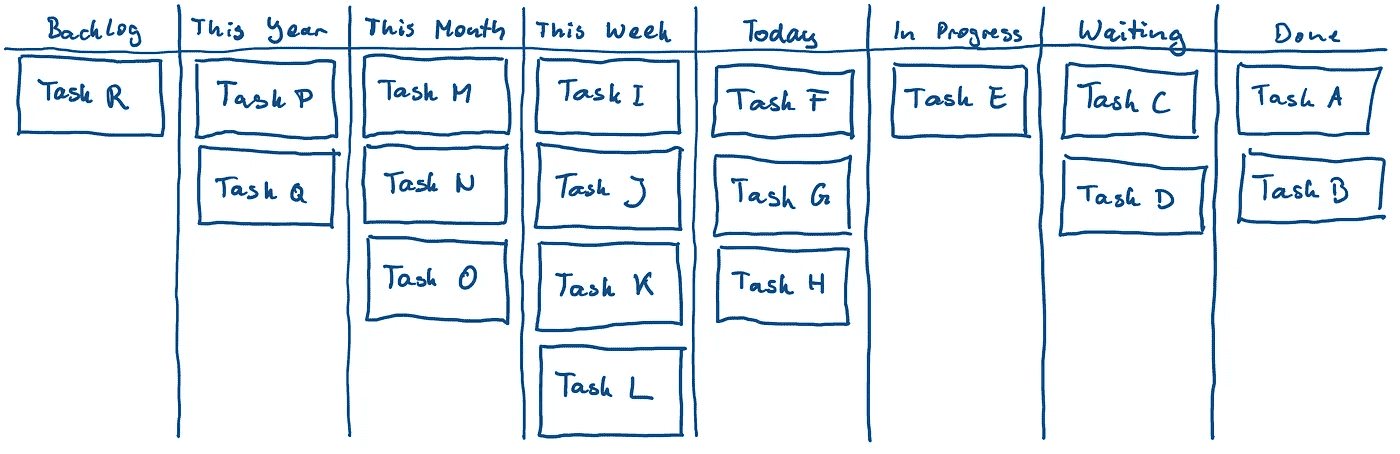 Backlog This Year This Month This Week Today In Progress Waiting Done
Task R Task P Task M Task I Task F Task E Task C Task A
Task Q Task N Task J Task G Task D Task B
Task O Task K Task H
Task L